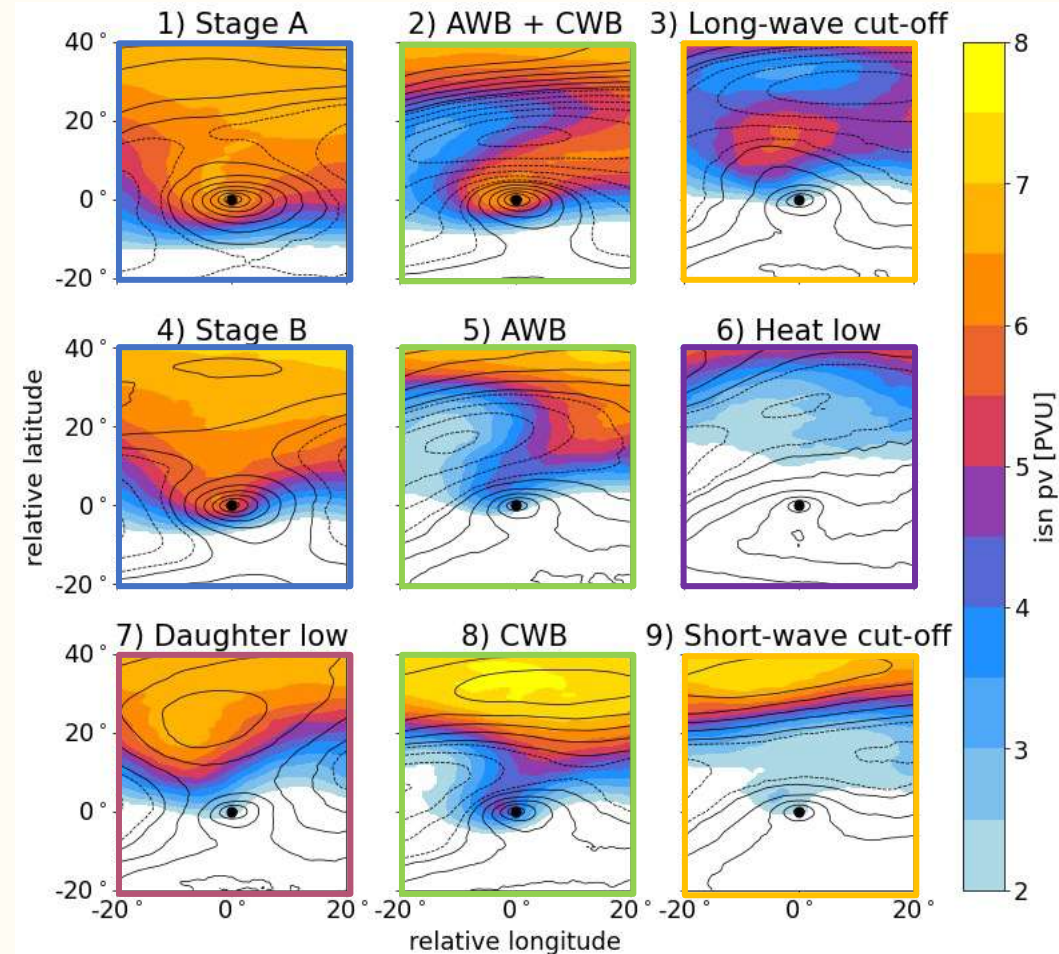 1) Stage A
2) AWB + CWB
3) Long-wave cut-off
40°
20°
0°
-20°
4) Stage B
5) AWB
6) Heat low
40°
20°
0°
-20°
7) Daughter low
8) CWB
9) Short-wave cut-off
40°
20°
0°
-20°
-20° 0° 20° -20° 0° 20° -20° 0° 20°
relative latitude
relative longitude
8
7
6
5
4
3
2
isn pv [PVU]